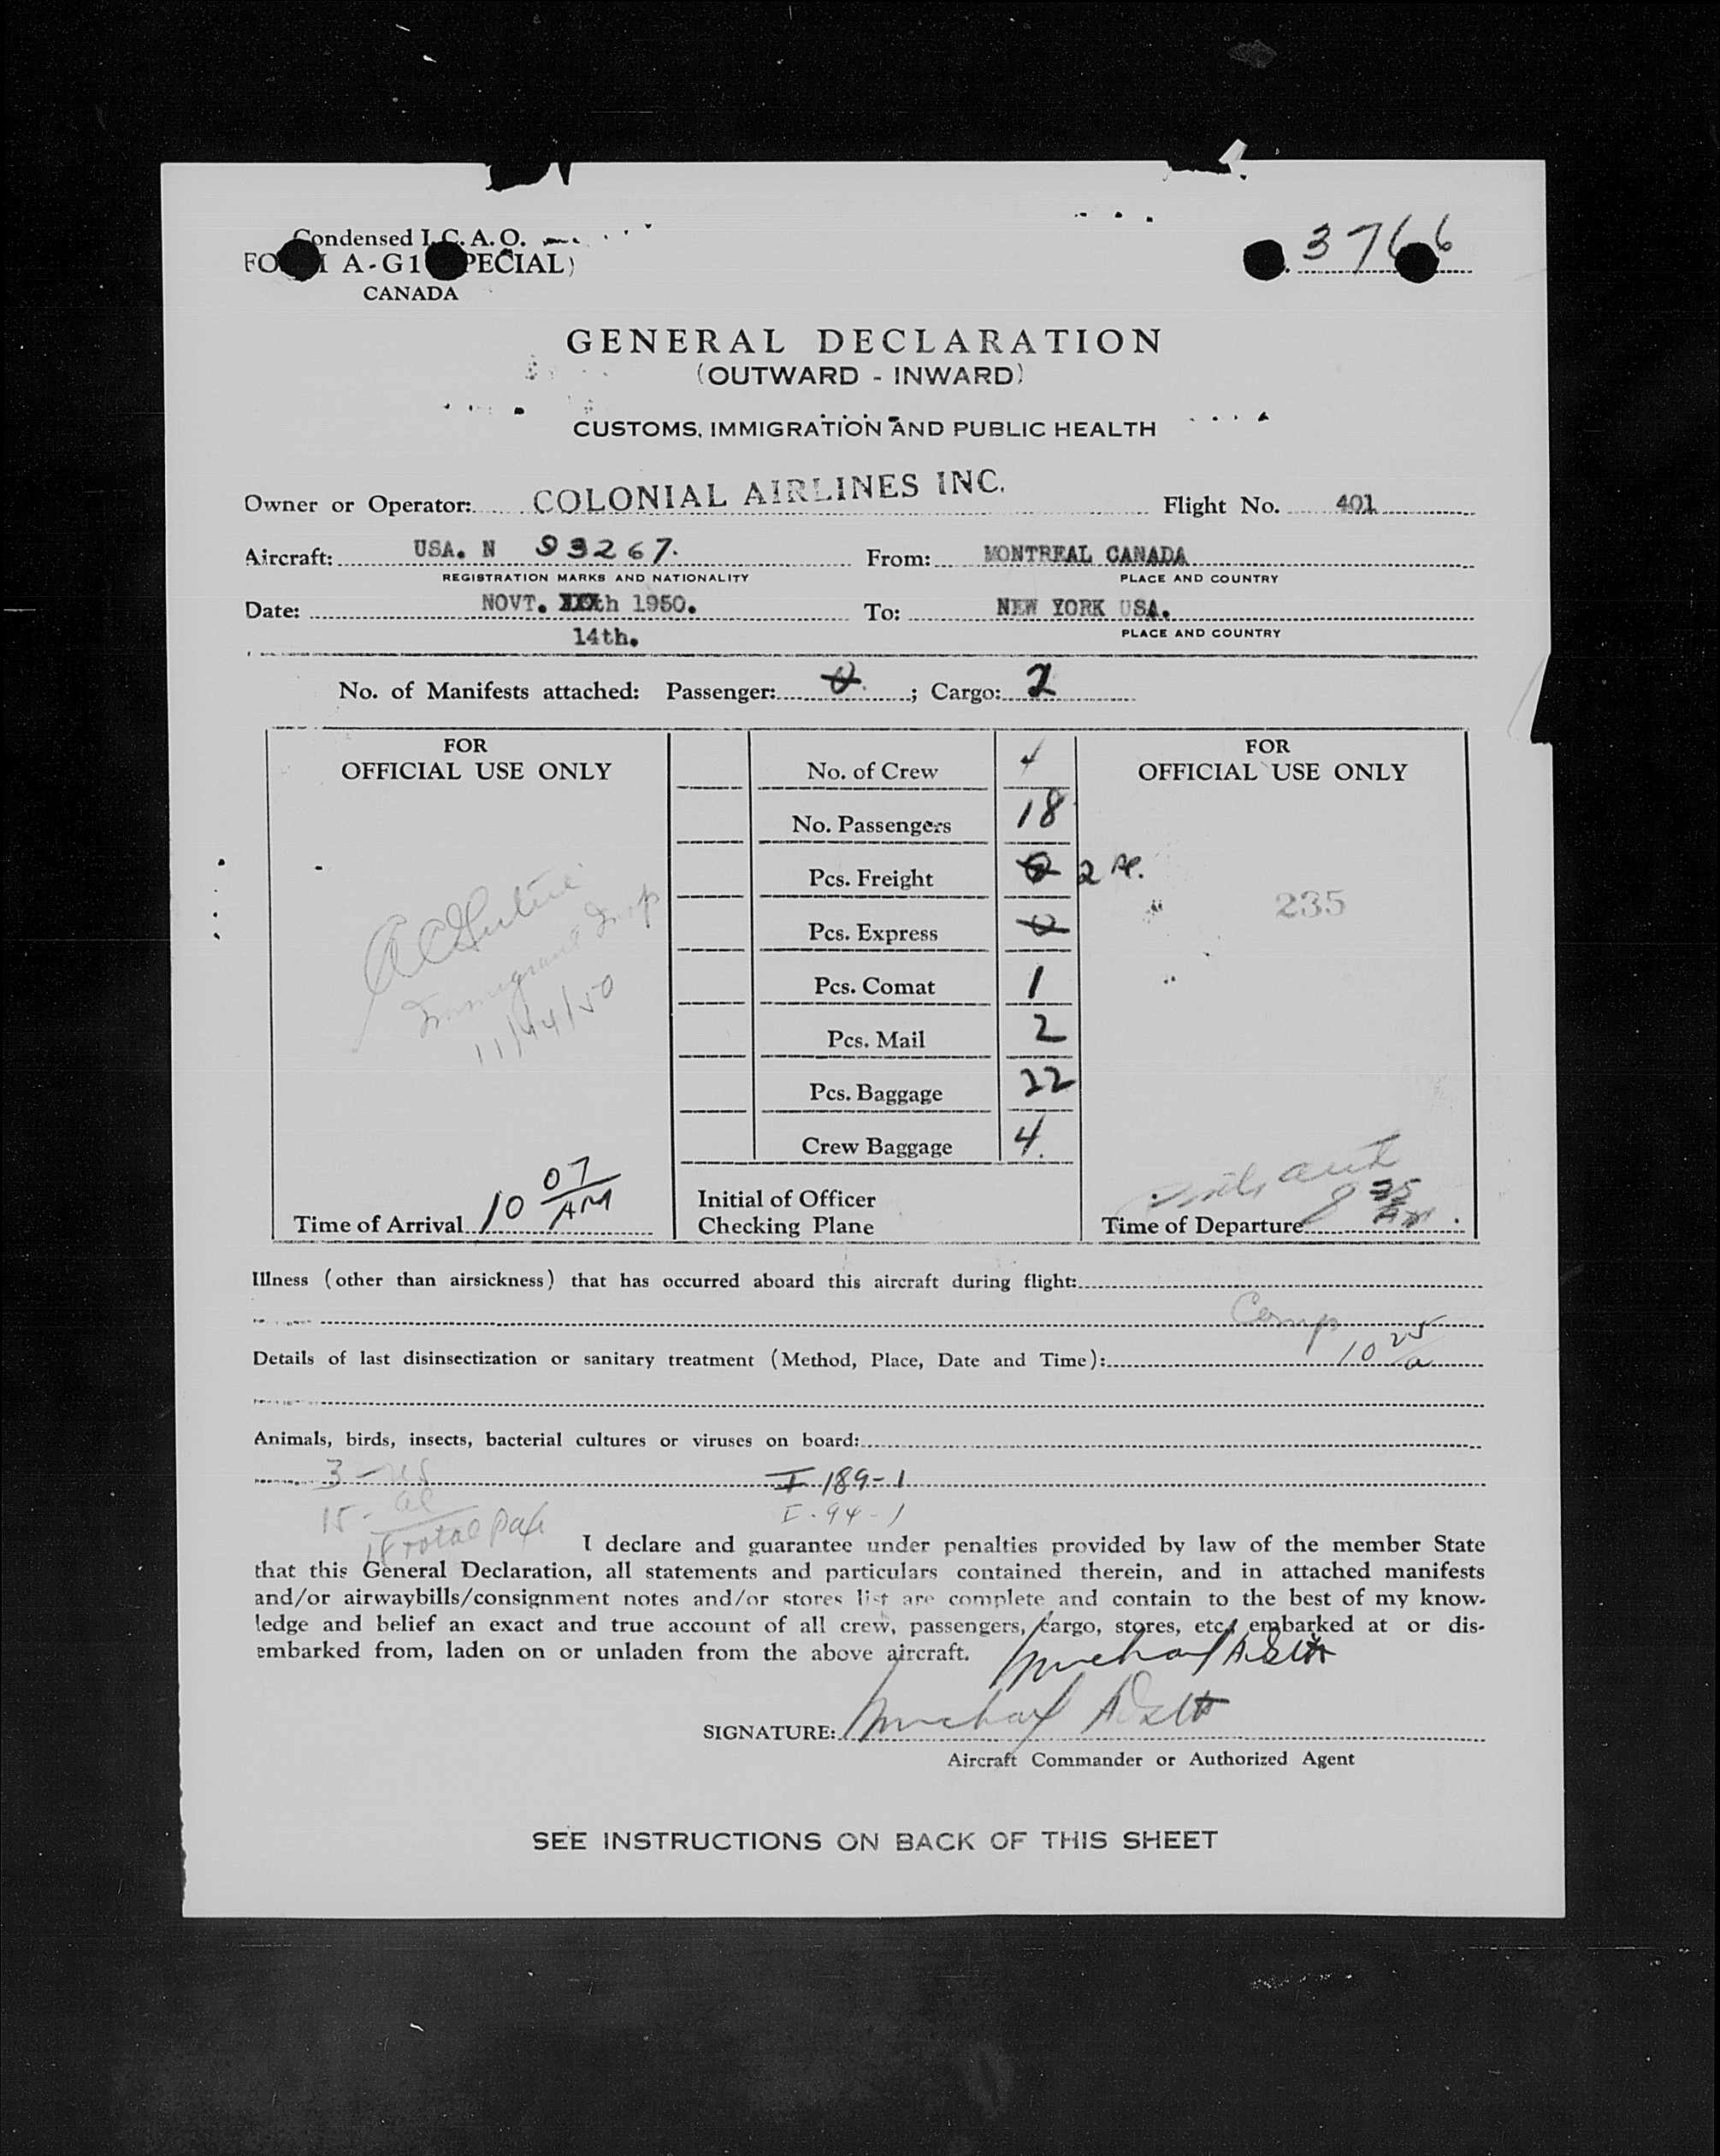 Condensed I.C.A.O.
FO A-G1 PECIAL)
CANADA
3766
GENERAL DECLARATION
(OUTWARD - INWARD)
CUSTOMS, IMMIGRATION AND PUBLIC HEALTH
Owner or Operator: COLONIAL AIRLINES INC. Flight No. 401
Aircraft: USA. N 93267. From: MONTREAL CANADA
REGISTRATION MARKS AND NATIONALITY PLACE AND COUNTRY
Date: NOVT. th 1950. To: NEW YORK USA.
14th. PLACE AND COUNTRY
No. of Manifests attached: Passenger: 0; Cargo: 2
FOR
OFFICIAL USE ONLY
Immigrant Insp
11/14/50
Time of Arrival 10 07 AM
No. of Crew 4
No. Passengers 18
Pcs. Freight 2
Pcs. Express 0
Pcs. Comat 1
Pcs. Mail 2
Pcs. Baggage 22
Crew Baggage 4.
Initial of Officer
Checking Plane
FOR
OFFICIAL USE ONLY
235
Time of Departure 8 25
Illness (other than airsickness) that has occurred aboard this aircraft during flight:
Comp
Details of last disinsectization or sanitary treatment (Method, Place, Date and Time): 10 25/a
Animals, birds, insects, bacterial cultures or viruses on board:
3 - US I 189-1
15 - al I-94-1
18 total pax
I declare and guarantee under penalties provided by law of the member State
that this General Declaration, all statements and particulars contained therein, and in attached manifests
and/or airwaybills/consignment notes and/or stores list are complete and contain to the best of my know-
ledge and belief an exact and true account of all crew, passengers, cargo, stores, etc., embarked at or dis-
embarked from, laden on or unladen from the above aircraft. Michael
SIGNATURE: Michael
Aircraft Commander or Authorized Agent
SEE INSTRUCTIONS ON BACK OF THIS SHEET